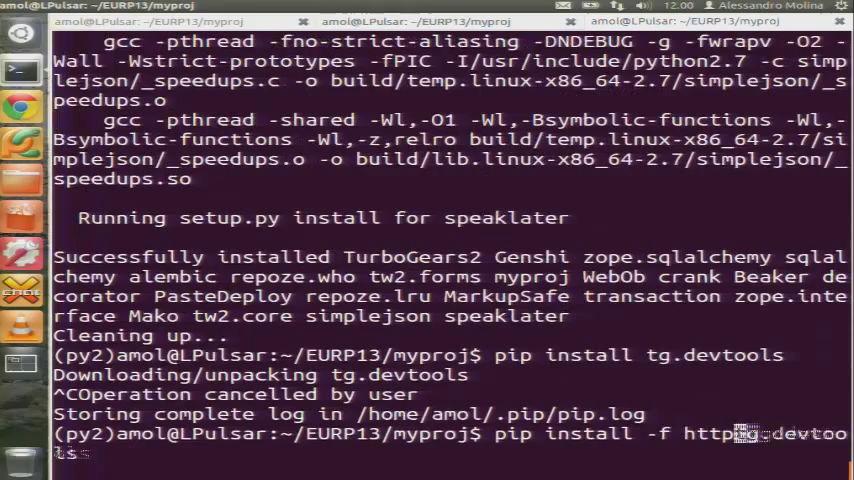 amol@LPulsar: ~/EURP13/myproj
12.00 Alessandro Molina
amol@LPulsar: ~/EURP13/myproj amol@LPulsar: ~/EURP13/myproj amol@LPulsar: ~/EURP13/myproj
gcc -pthread -fno-strict-aliasing -DNDEBUG -g -fwrapv -O2 -
Wall -Wstrict-prototypes -fPIC -I/usr/include/python2.7 -c simp
lejson/_speedups.c -o build/temp.linux-x86_64-2.7/simplejson/_s
peedups.o
gcc -pthread -shared -Wl,-O1 -Wl,-Bsymbolic-functions -Wl,-
Bsymbolic-functions -Wl,-z,relro build/temp.linux-x86_64-2.7/si
mplejson/_speedups.o -o build/lib.linux-x86_64-2.7/simplejson/_
speedups.so
Running setup.py install for speaklater
Successfully installed TurboGears2 Genshi zope.sqlalchemy sqlal
chemy alembic repoze.who tw2.forms myproj WebOb crank Beaker de
corator PasteDeploy repoze.lru MarkupSafe transaction zope.inte
rface Mako tw2.core simplejson speaklater
Cleaning up...
(py2)amol@LPulsar:~/EURP13/myproj$ pip install tg.devtools
Downloading/unpacking tg.devtools
^COperation cancelled by user
Storing complete log in /home/amol/.pip/pip.log
(py2)amol@LPulsar:~/EURP13/myproj$ pip install -f